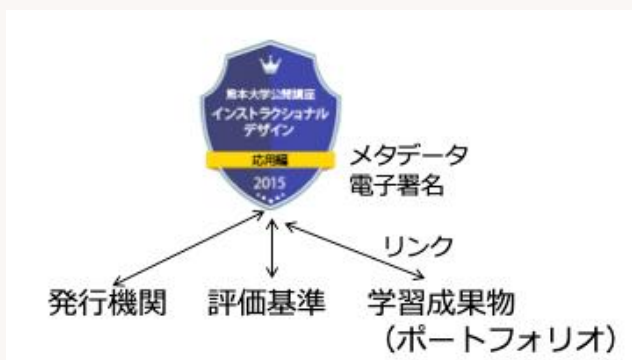 熊本大学公開講座
インストラクショナル
デザイン
応用編
2015
メタデータ
電子署名
リンク
発行機関
評価基準
学習成果物
（ポートフォリオ）